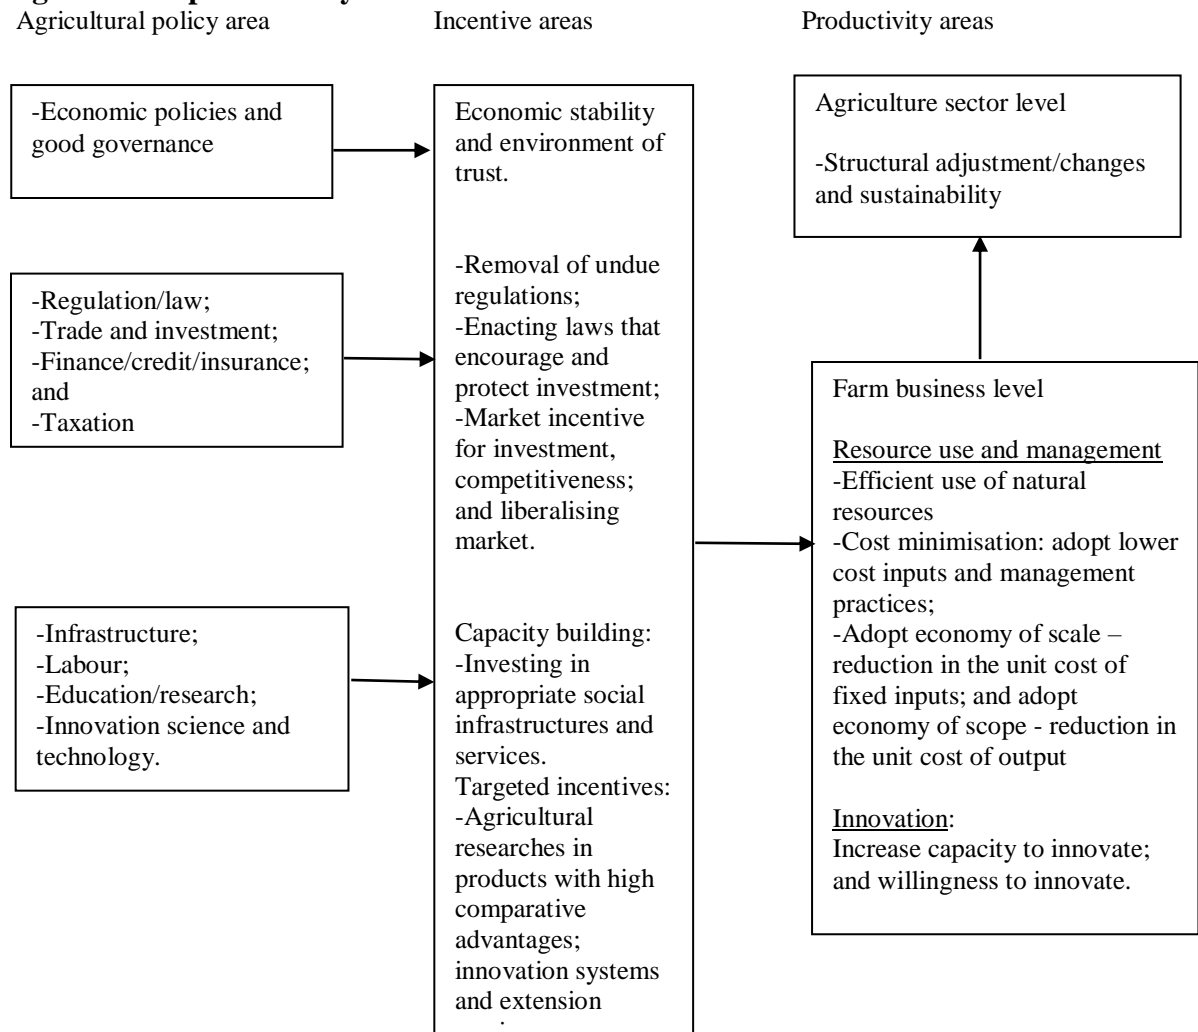 Agricultural policy area
Incentive areas
Productivity areas
-Economic policies and
good governance
-Regulation/law;
-Trade and investment;
-Finance/credit/insurance;
and
-Taxation
-Infrastructure;
-Labour;
-Education/research;
-Innovation science and
technology.
Economic stability
and environment of
trust.
-Removal of undue
regulations;
-Enacting laws that
encourage and
protect investment;
-Market incentive
for investment,
competitiveness;
and liberalising
market.
Capacity building:
-Investing in
appropriate social
infrastructures and
services.
Targeted incentives:
-Agricultural
researches in
products with high
comparative
advantages;
innovation systems
and extension
Agriculture sector level
-Structural adjustment/changes
and sustainability
Farm business level
Resource use and management
-Efficient use of natural
resources
-Cost minimisation: adopt lower
cost inputs and management
practices;
-Adopt economy of scale –
reduction in the unit cost of
fixed inputs; and adopt
economy of scope - reduction in
the unit cost of output
Innovation:
Increase capacity to innovate;
and willingness to innovate.